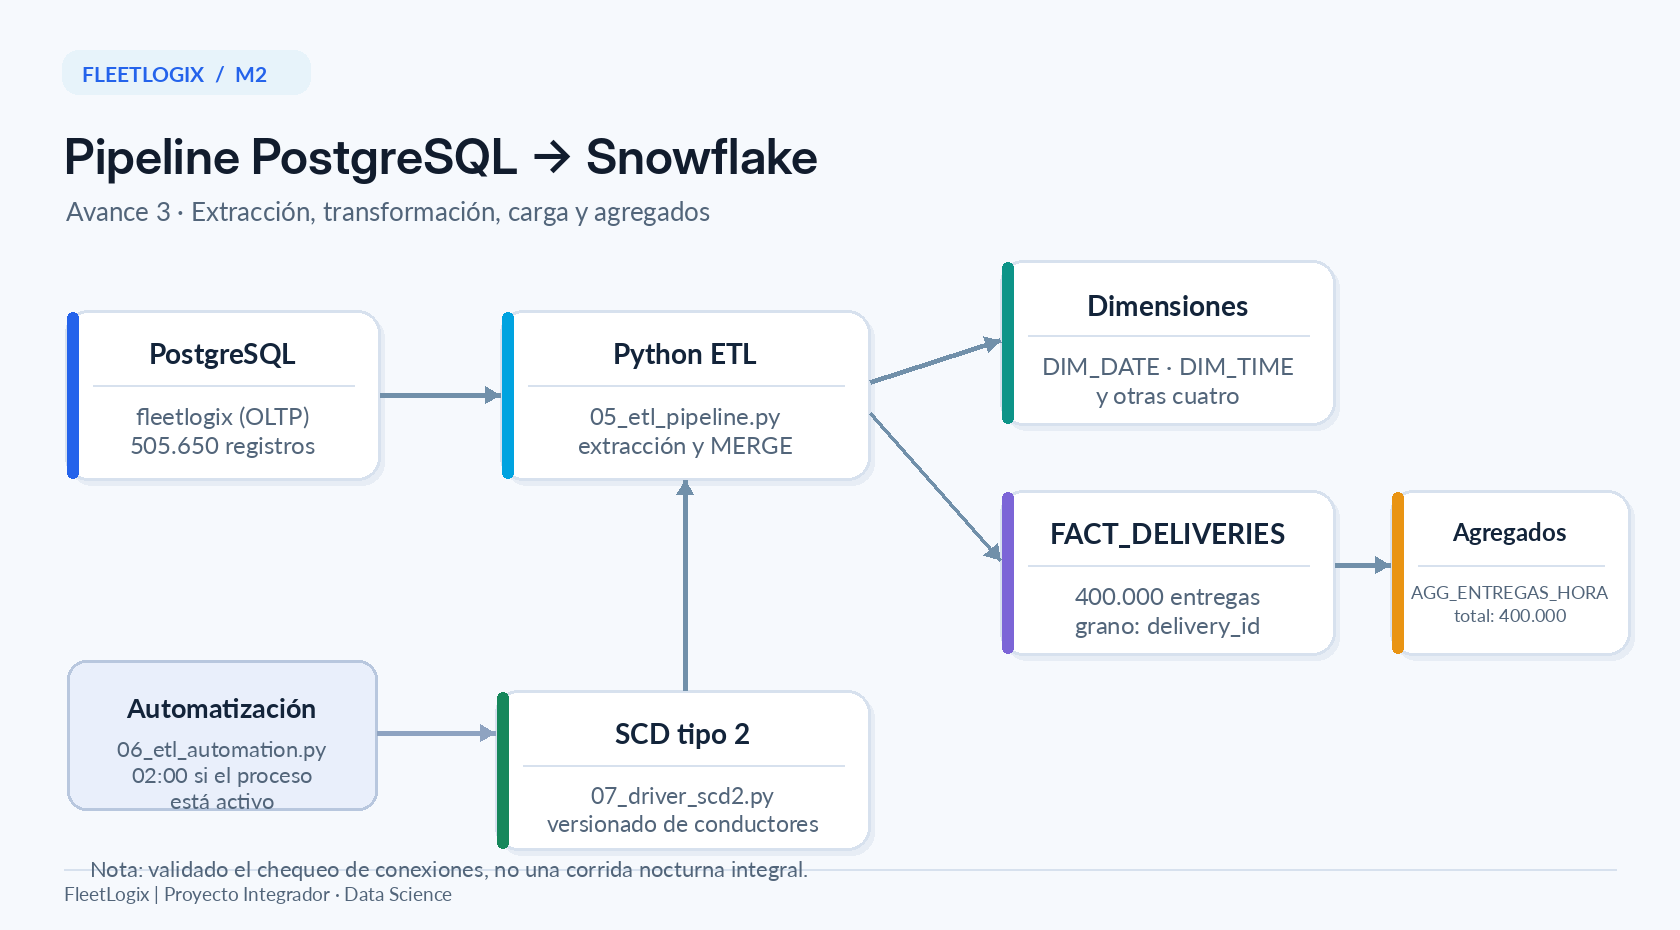 FLEETLOGIX / M2
Pipeline PostgreSQL → Snowflake
Avance 3 · Extracción, transformación, carga y agregados
PostgreSQL
fleetlogix (OLTP)
505.650 registros
Python ETL
05_etl_pipeline.py
extracción y MERGE
Dimensiones
DIM_DATE · DIM_TIME
y otras cuatro
FACT_DELIVERIES
400.000 entregas
grano: delivery_id
Agregados
AGG_ENTREGAS_HORA
total: 400.000
Automatización
06_etl_automation.py
02:00 si el proceso
está activo
SCD tipo 2
07_driver_scd2.py
versionado de conductores
Nota: validado el chequeo de conexiones, no una corrida nocturna integral.
FleetLogix | Proyecto Integrador · Data Science